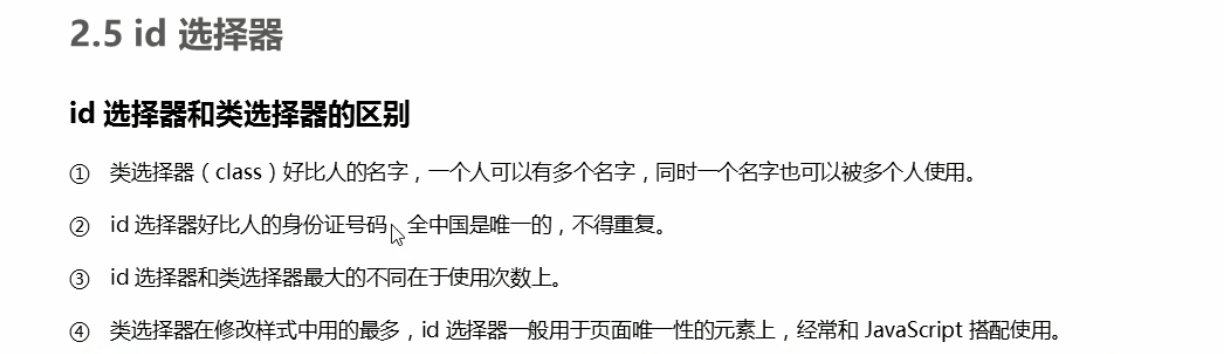 2.5 id 选择器
id 选择器和类选择器的区别
① 类选择器（class）好比人的名字，一个人可以有多个名字，同时一个名字也可以被多个人使用。
② id 选择器好比人的身份证号码，全中国是唯一的，不得重复。
③ id 选择器和类选择器最大的不同在于使用次数上。
④ 类选择器在修改样式中用的最多，id 选择器一般用于页面唯一性的元素上，经常和 JavaScript 搭配使用。